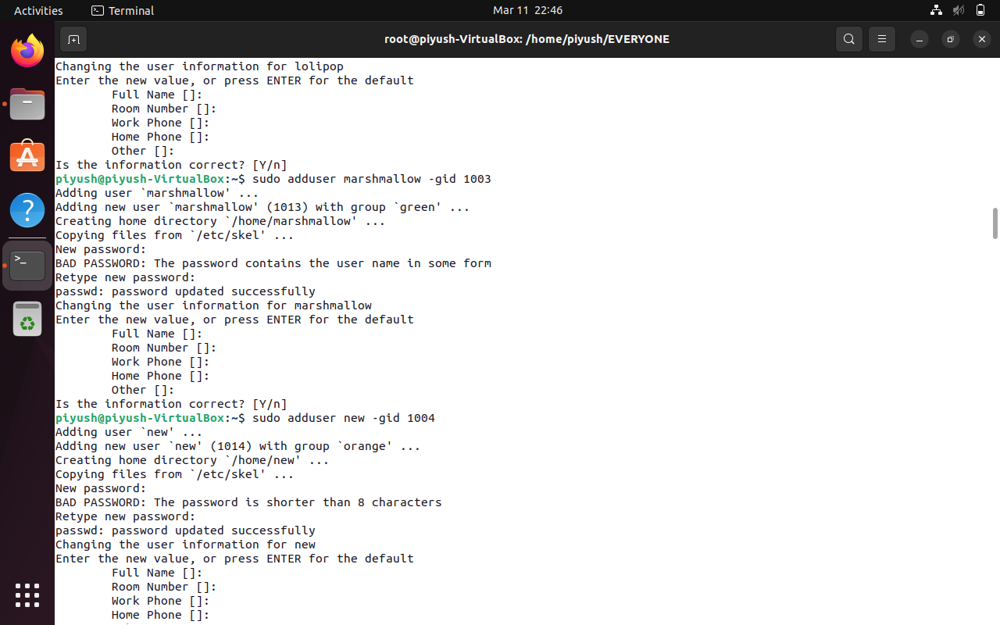 Activities
Terminal
Mar 11 22:46
root@piyush-VirtualBox: /home/piyush/EVERYONE
Changing the user information for lolipop
Enter the new value, or press ENTER for the default
Full Name []:
Room Number []:
Work Phone []:
Home Phone []:
Other []:
Is the information correct? [Y/n]
piyush@piyush-VirtualBox:~$ sudo adduser marshmallow -gid 1003
Adding user `marshmallow' ...
Adding new user `marshmallow' (1013) with group `green' ...
Creating home directory `/home/marshmallow' ...
Copying files from `/etc/skel' ...
New password:
BAD PASSWORD: The password contains the user name in some form
Retype new password:
passwd: password updated successfully
Changing the user information for marshmallow
Enter the new value, or press ENTER for the default
Full Name []:
Room Number []:
Work Phone []:
Home Phone []:
Other []:
Is the information correct? [Y/n]
piyush@piyush-VirtualBox:~$ sudo adduser new -gid 1004
Adding user `new' ...
Adding new user `new' (1014) with group `orange' ...
Creating home directory `/home/new' ...
Copying files from `/etc/skel' ...
New password:
BAD PASSWORD: The password is shorter than 8 characters
Retype new password:
passwd: password updated successfully
Changing the user information for new
Enter the new value, or press ENTER for the default
Full Name []:
Room Number []:
Work Phone []:
Home Phone []: